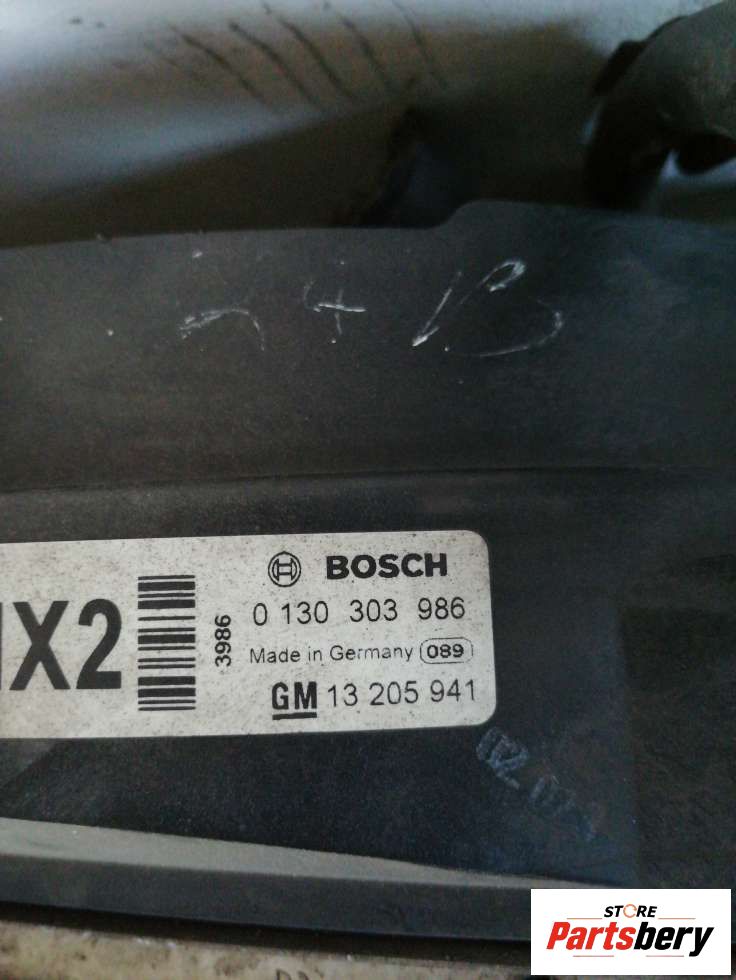 BOSCH
0 130 303 986
3986
Made in Germany 089
GM 13 205 941
X2
STORE
Partsbery